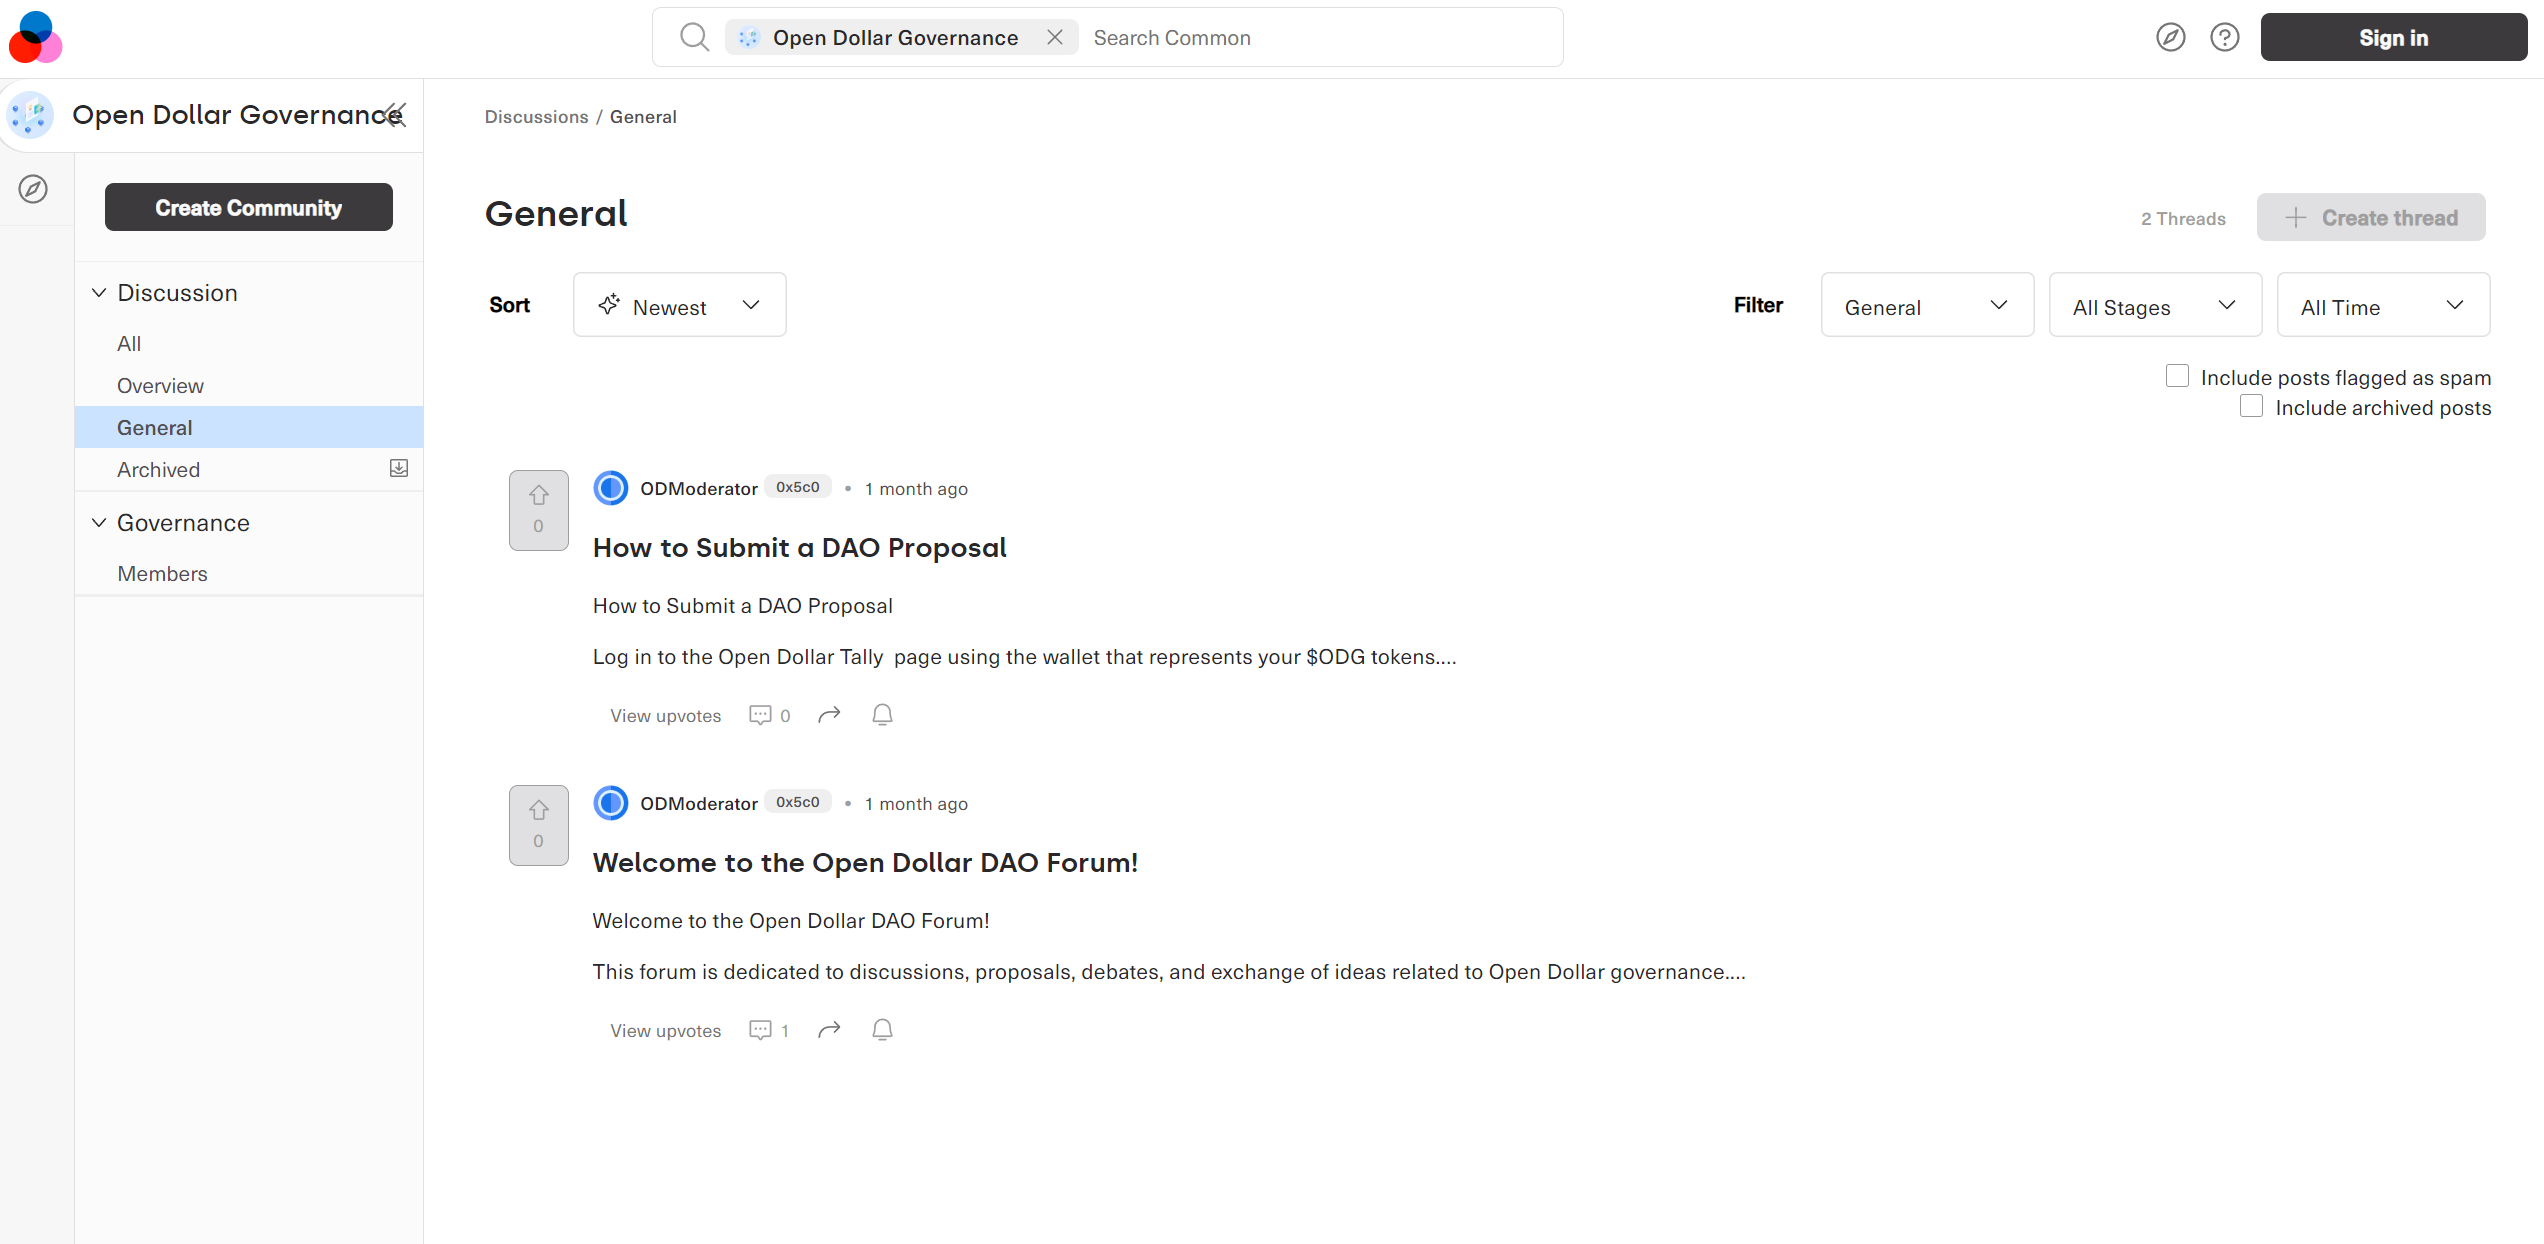 Open Dollar Governance
Search Common
Sign in
Open Dollar Governance
Create Community
Discussion
All
Overview
General
Archived
Governance
Members
Discussions / General
General
2 Threads
Create thread
Sort
Newest
Filter
General
All Stages
All Time
Include posts flagged as spam
Include archived posts
0
ODModerator 0x5c0 • 1 month ago
How to Submit a DAO Proposal
How to Submit a DAO Proposal
Log in to the Open Dollar Tally  page using the wallet that represents your $ODG tokens....
View upvotes 0
0
ODModerator 0x5c0 • 1 month ago
Welcome to the Open Dollar DAO Forum!
Welcome to the Open Dollar DAO Forum!
This forum is dedicated to discussions, proposals, debates, and exchange of ideas related to Open Dollar governance....
View upvotes 1